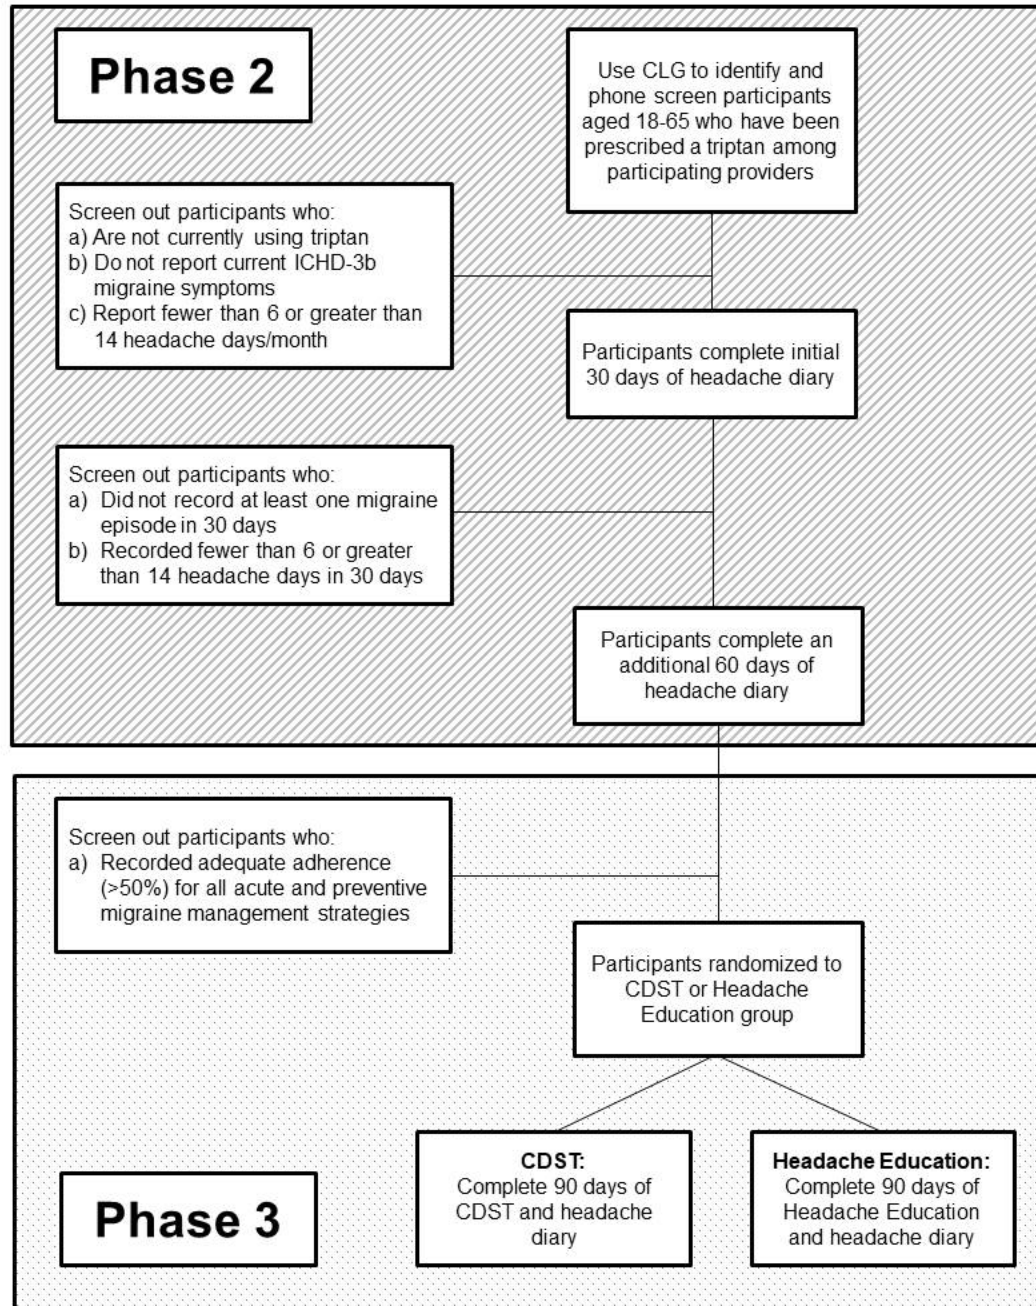 Phase 2
Use CLG to identify and
phone screen participants
aged 18-65 who have been
prescribed a triptan among
participating providers
Screen out participants who:
a) Are not currently using triptan
b) Do not report current ICHD-3b
migraine symptoms
c) Report fewer than 6 or greater
than 14 headache days/month
Participants complete initial
30 days of headache diary
Screen out participants who:
a) Did not record at least one migraine
episode in 30 days
b) Recorded fewer than 6 or greater
than 14 headache days in 30 days
Participants complete an
additional 60 days of
headache diary
Screen out participants who:
a) Recorded adequate adherence
(>50%) for all acute and preventive
migraine management strategies
Participants randomized to
CDST or Headache
Education group
CDST:
Complete 90 days of
CDST and headache
diary
Headache Education:
Complete 90 days of
Headache Education
and headache diary
Phase 3